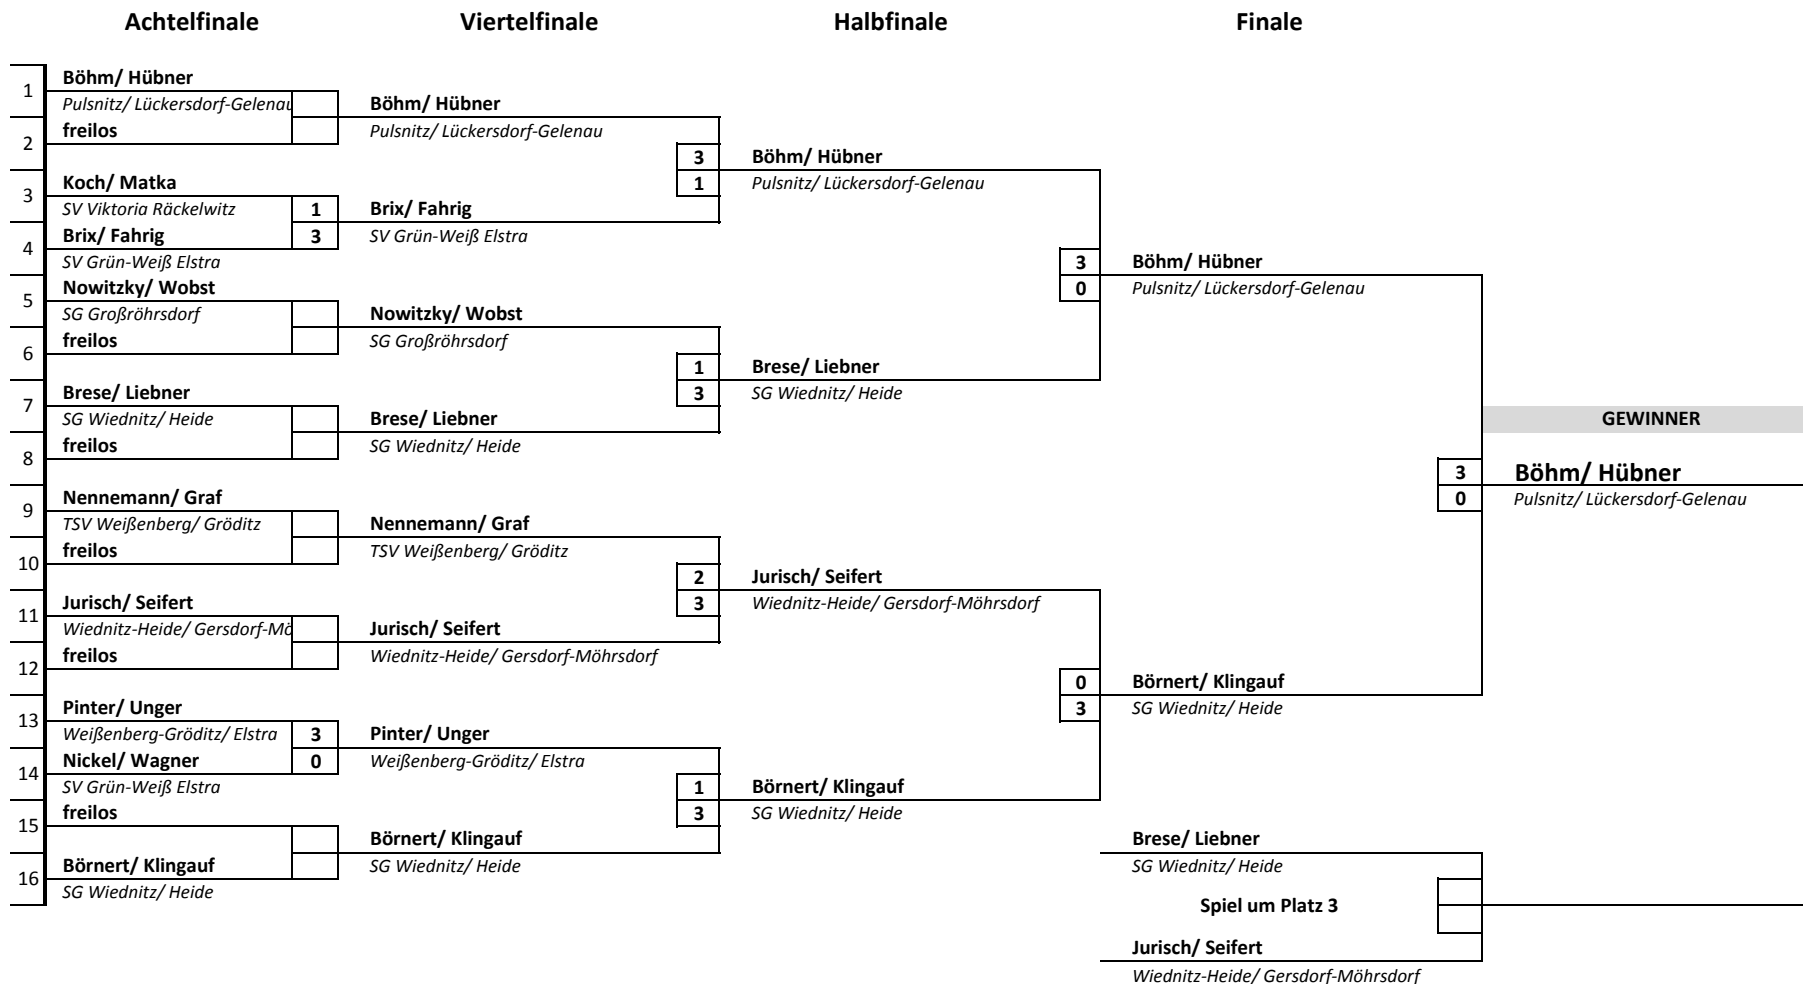 Achtelfinale
Viertelfinale
Halbfinale
Finale
1
Böhm/ Hübner
Pulsnitz/ Lückersdorf-Gelenau
2
freilos
3
Koch/ Matka
SV Viktoria Räckelwitz
1
4
Brix/ Fahrig
3
SV Grün-Weiß Elstra
5
Nowitzky/ Wobst
SG Großröhrsdorf
6
freilos
7
Brese/ Liebner
SG Wiednitz/ Heide
8
freilos
9
Nennemann/ Graf
TSV Weißenberg/ Gröditz
10
freilos
11
Jurisch/ Seifert
Wiednitz-Heide/ Gersdorf-Mö
12
freilos
13
Pinter/ Unger
Weißenberg-Gröditz/ Elstra
3
14
Nickel/ Wagner
0
SV Grün-Weiß Elstra
15
freilos
16
Börnert/ Klingauf
SG Wiednitz/ Heide
Böhm/ Hübner
Pulsnitz/ Lückersdorf-Gelenau
3
1
Brix/ Fahrig
SV Grün-Weiß Elstra
Nowitzky/ Wobst
SG Großröhrsdorf
1
3
Brese/ Liebner
SG Wiednitz/ Heide
Nennemann/ Graf
TSV Weißenberg/ Gröditz
2
3
Jurisch/ Seifert
Wiednitz-Heide/ Gersdorf-Möhrsdorf
Pinter/ Unger
Weißenberg-Gröditz/ Elstra
1
3
Börnert/ Klingauf
SG Wiednitz/ Heide
Böhm/ Hübner
Pulsnitz/ Lückersdorf-Gelenau
3
0
Brese/ Liebner
SG Wiednitz/ Heide
Jurisch/ Seifert
Wiednitz-Heide/ Gersdorf-Möhrsdorf
0
3
Börnert/ Klingauf
SG Wiednitz/ Heide
Böhm/ Hübner
Pulsnitz/ Lückersdorf-Gelenau
3
0
Börnert/ Klingauf
SG Wiednitz/ Heide
GEWINNER
Böhm/ Hübner
Pulsnitz/ Lückersdorf-Gelenau
Brese/ Liebner
SG Wiednitz/ Heide
Spiel um Platz 3
Jurisch/ Seifert
Wiednitz-Heide/ Gersdorf-Möhrsdorf